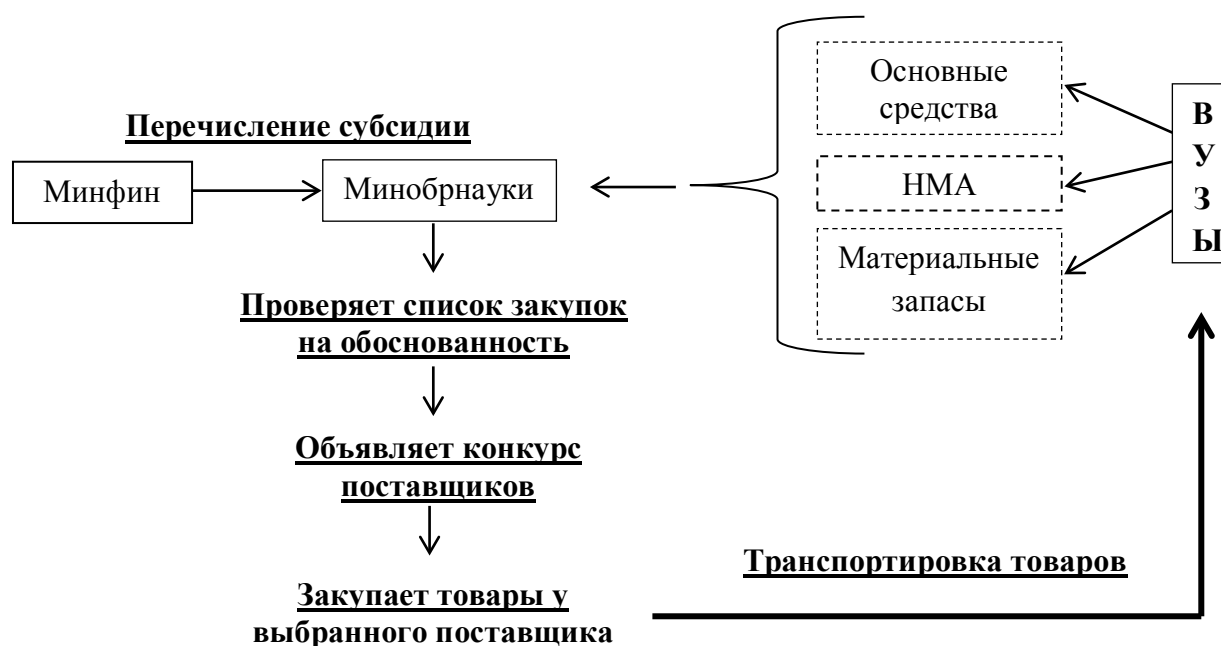 Основные
средства
В
У
З
Ы
Перечисление субсидии
Минфин
Минобрнауки
НМА
Материальные
запасы
Проверяет список закупок
на обоснованность
Объявляет конкурс
поставщиков
Транспортировка товаров
Закупает товары у
выбранного поставщика